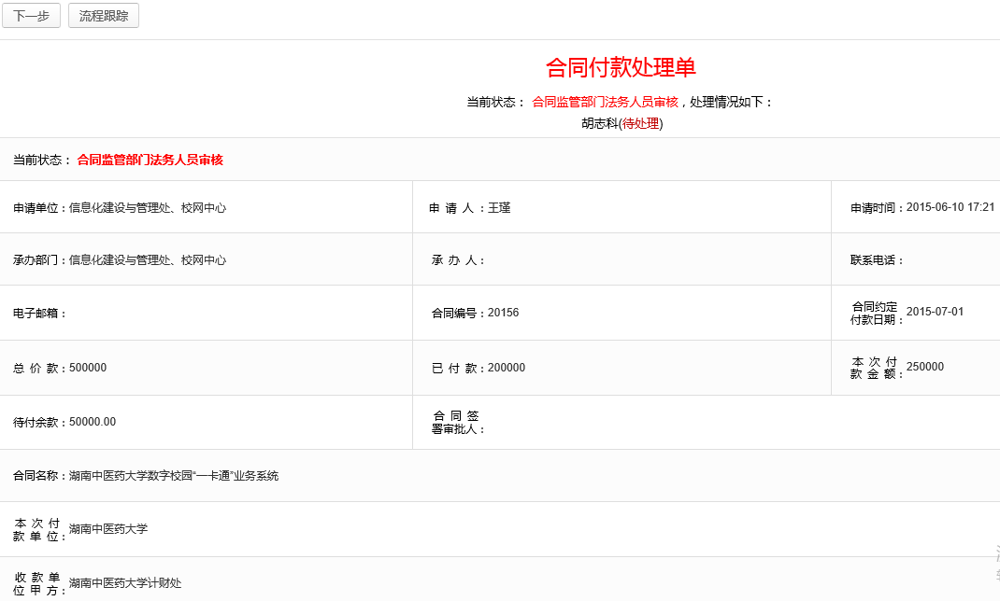 下一步 流程跟踪
合同付款处理单
当前状态： 合同监管部门法务人员审核，处理情况如下：
胡志科(待处理)
当前状态： 合同监管部门法务人员审核
申请单位：信息化建设与管理处、校网中心 申 请 人：王瑾 申请时间：2015-06-10 17:21
承办部门：信息化建设与管理处、校网中心 承 办 人： 联系电话：
电子邮箱： 合同编号：20156 合同约定
付款日期：2015-07-01
总 价 款：500000 已 付 款：200000 本 次 付
款 金 额：250000
待付余款：50000.00 合 同 签
署审批人：
合同名称：湖南中医药大学数字校园“一卡通”业务系统
本 次 付
款 单 位：湖南中医药大学
收 款 单
位 甲 方：湖南中医药大学计财处